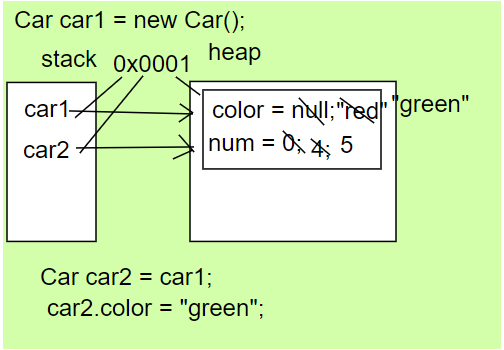 Car car1 = new Car();
stack 0x0001 heap
car1 color = null; "red" "green"
car2 num = 0; 4; 5
Car car2 = car1;
car2.color = "green";